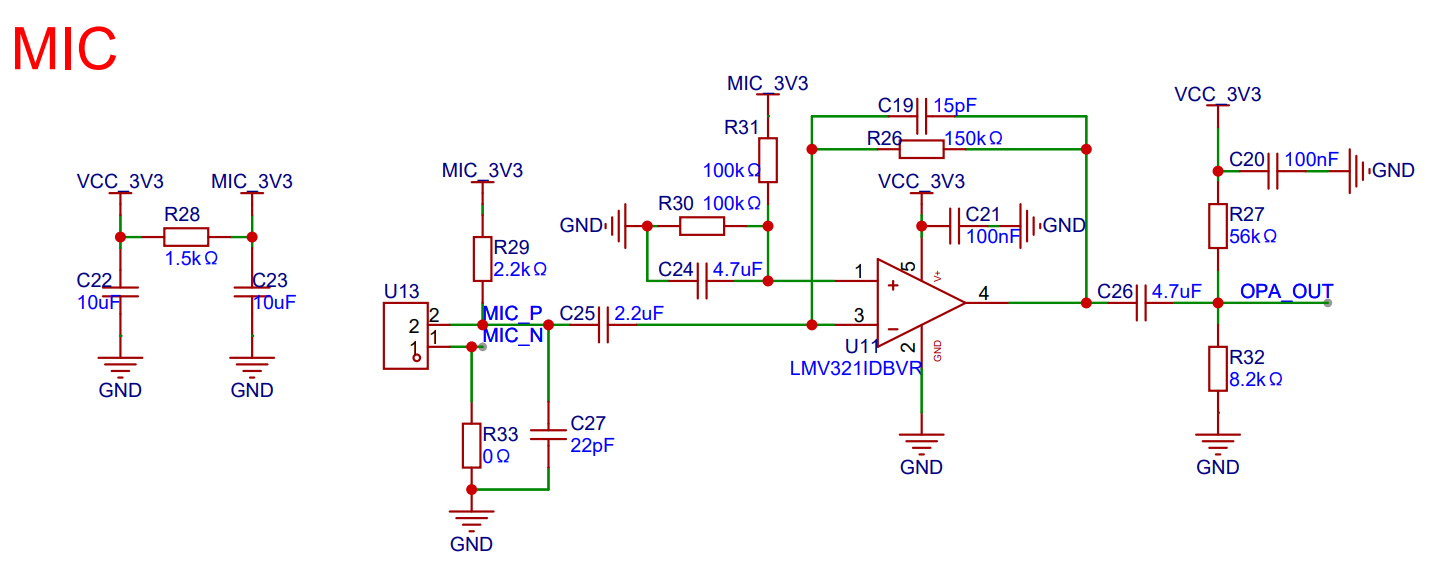 MIC
VCC_3V3
MIC_3V3
R28
1.5kΩ
C22
10uF
C23
10uF
GND
GND
MIC_3V3
R29
2.2kΩ
U13
2
1
2
1
MIC_P
MIC_N
R33
0Ω
GND
C27
22pF
C25
2.2uF
MIC_3V3
R31
100kΩ
R30
100kΩ
GND
C24
4.7uF
C19
15pF
R26
150kΩ
VCC_3V3
C21
100nF
GND
1
3
5
V+
+
−
4
2
GND
U11
LMV321IDBVR
GND
C26
4.7uF
VCC_3V3
C20
100nF
GND
R27
56kΩ
OPA_OUT
R32
8.2kΩ
GND